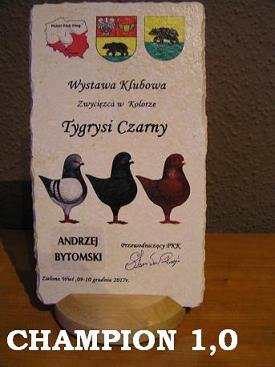 Wystawa Klubowa
Zwycięzca w Kolorze
Tygrysi Czarny
ANDRZEJ
BYTOMSKI
Przewodniczący PKK
Zielona Wieś ,09-10 grudnia 2017r.
CHAMPION 1,0